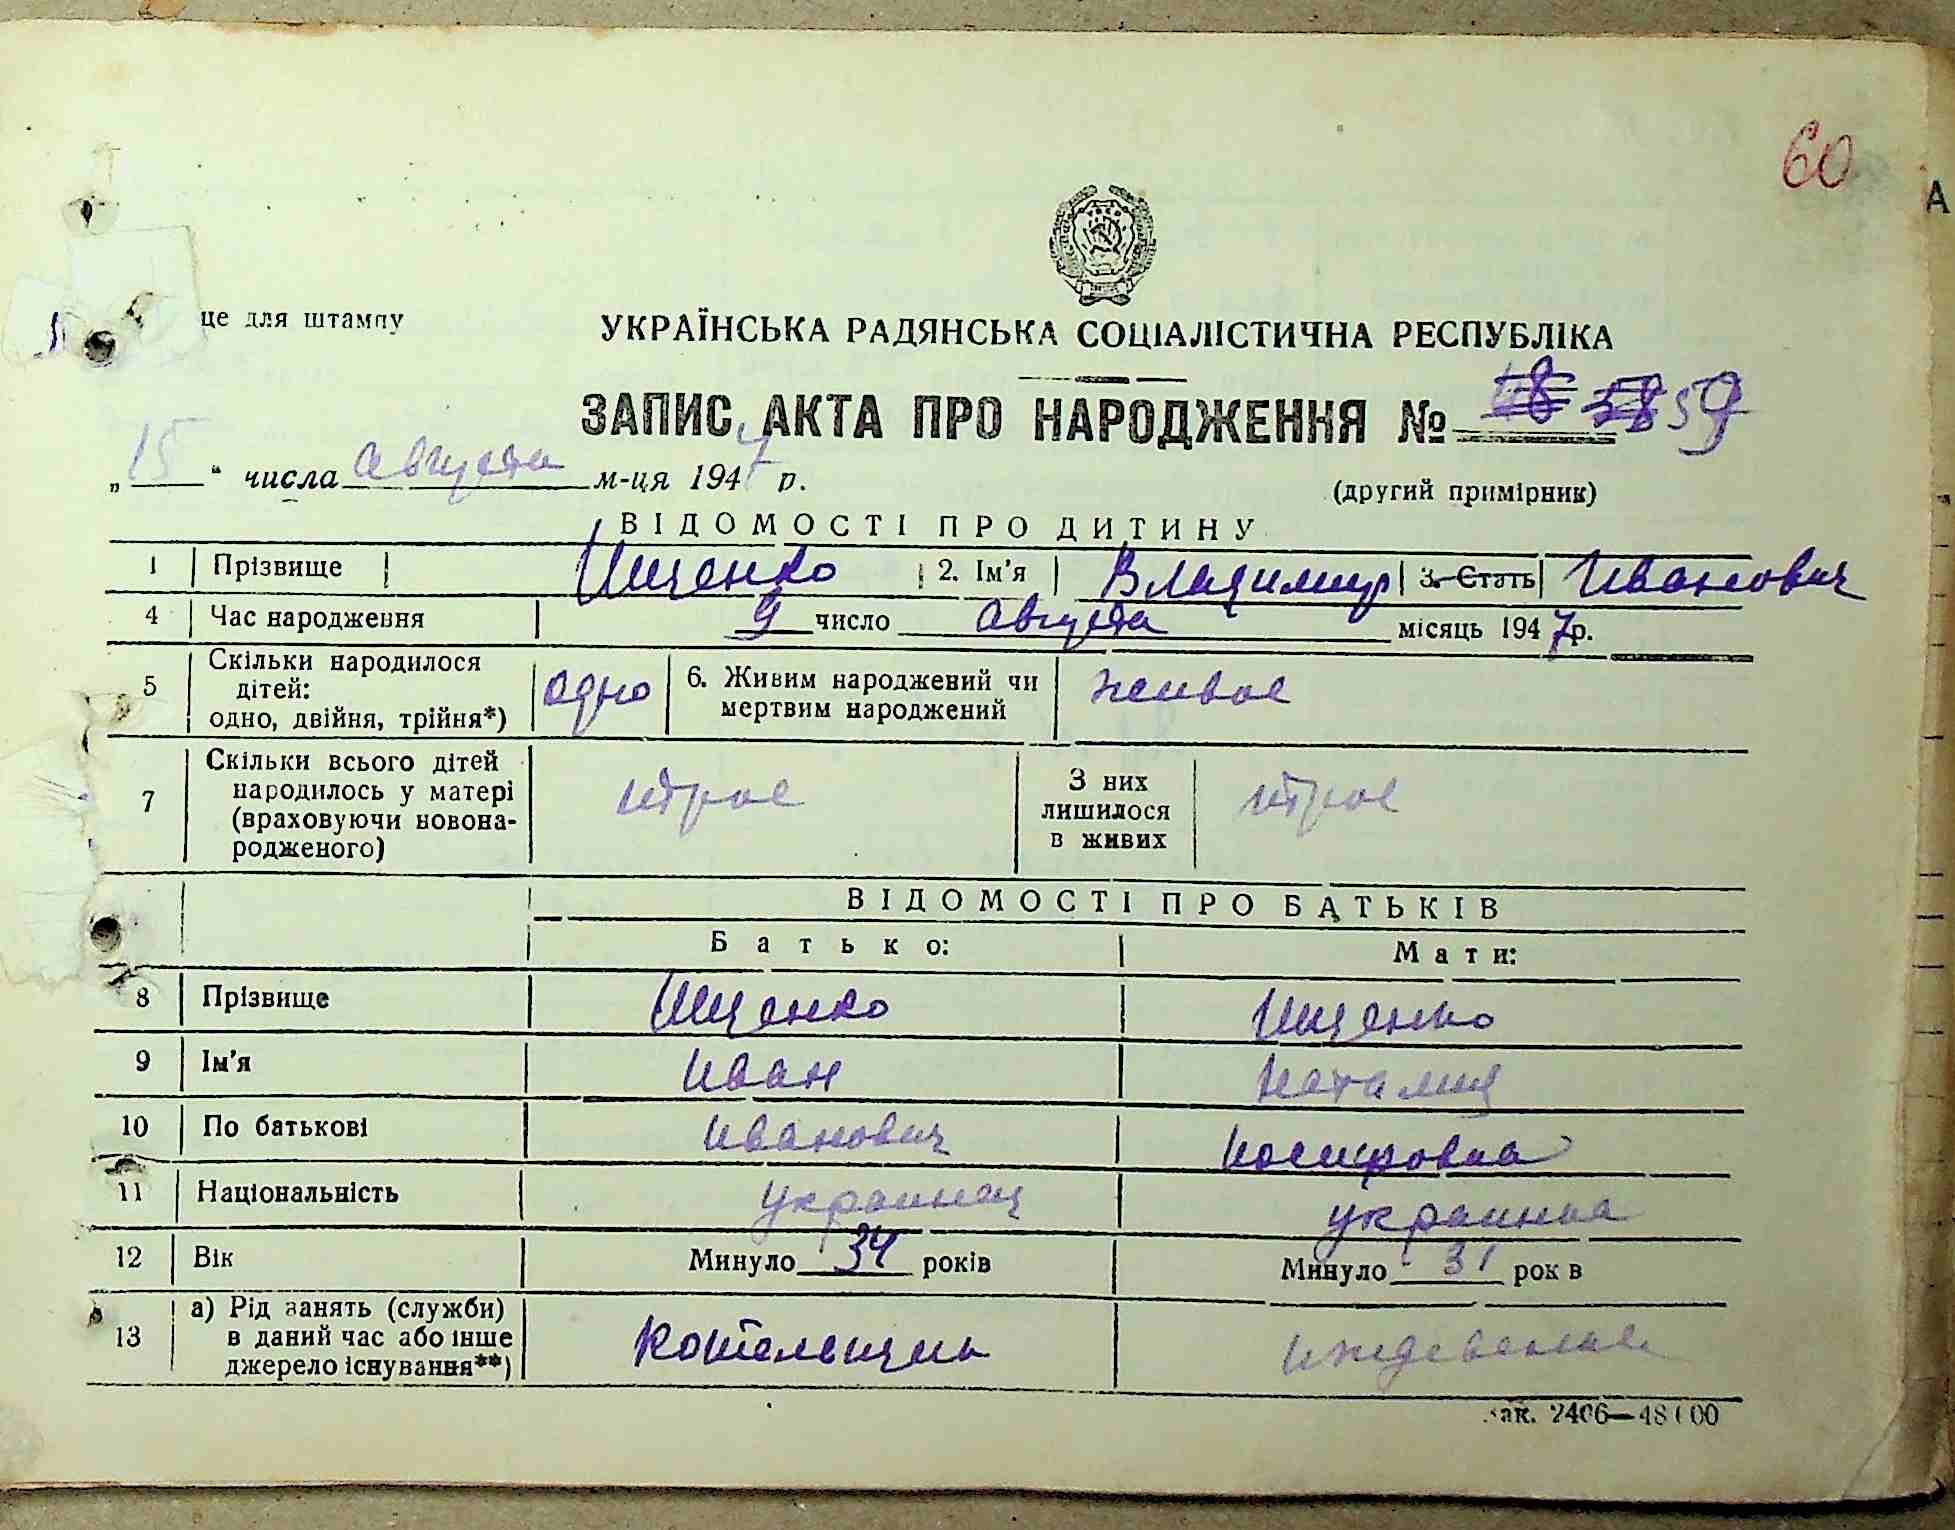 60
А
це для штампу
УКРАЇНСЬКА РАДЯНСЬКА СОЦІАЛІСТИЧНА РЕСПУБЛІКА
ЗАПИС АКТА ПРО НАРОДЖЕННЯ № 48 58 59
„15“ числа Августа м-ця 1947 р.
(другий примірник)
ВІДОМОСТІ ПРО ДИТИНУ
1 Прізвище Ищенко 2. Ім'я Владимир 3. Стать Иванович
4 Час народження 9 число Августа місяць 1947 р.
5 Скільки народилося дітей: одно, двійня, трійня*) одно 6. Живим народжений чи мертвим народжений живое
7 Скільки всього дітей народилось у матері (враховуючи новонародженого) трое З них лишилося в живих трое
ВІДОМОСТІ ПРО БАТЬКІВ
Батько: Мати:
8 Прізвище Ищенко Ищенко
9 Ім'я Иван Наталия
10 По батькові Иванович Иосифовна
11 Національність украинец украинка
12 Вік Минуло 34 років Минуло 31 рок в
13 а) Рід занять (служби) в даний час або інше джерело існування**) Котельщик иждевение
зак. 2406—48000